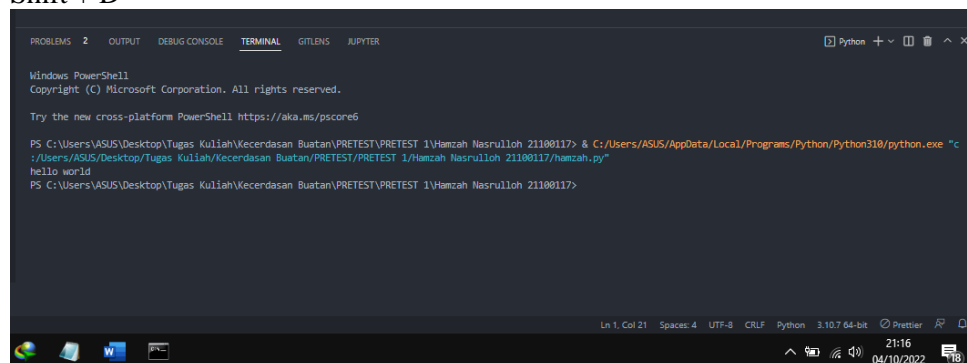 Shift + D
PROBLEMS 2 OUTPUT DEBUG CONSOLE TERMINAL GITLENS JUPYTER Python
Windows PowerShell
Copyright (C) Microsoft Corporation. All rights reserved.
Try the new cross-platform PowerShell https://aka.ms/pscore6
PS C:\Users\ASUS\Desktop\Tugas Kuliah\Kecerdasan Buatan\PRETEST\PRETEST 1\Hamzah Nasrulloh 21100117> & C:/Users/ASUS/AppData/Local/Programs/Python/Python310/python.exe "c
:/Users/ASUS/Desktop/Tugas Kuliah/Kecerdasan Buatan/PRETEST/PRETEST 1/Hamzah Nasrulloh 21100117/hamzah.py"
hello world
PS C:\Users\ASUS\Desktop\Tugas Kuliah\Kecerdasan Buatan\PRETEST\PRETEST 1\Hamzah Nasrulloh 21100117>
Ln 1, Col 21 Spaces: 4 UTF-8 CRLF Python 3.10.7 64-bit Prettier
21:16
04/10/2022
18